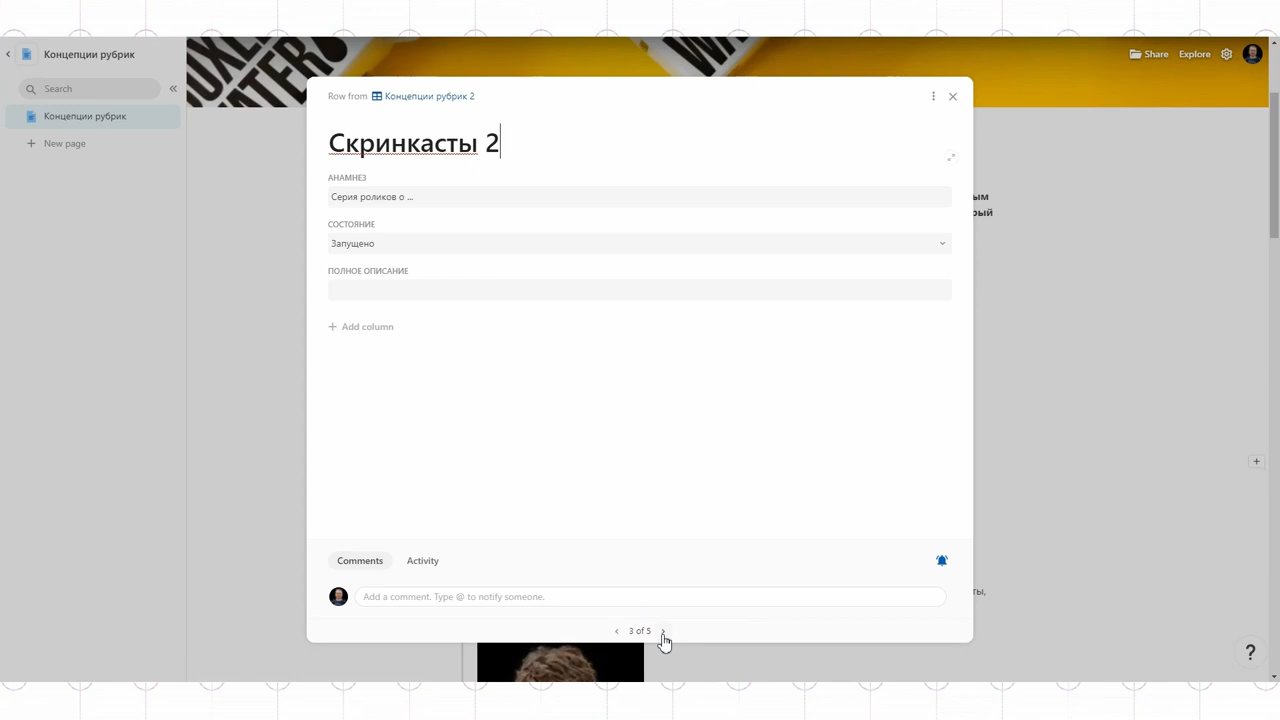 Концепции рубрик
Share Explore
Search
Концепции рубрик
New page
Row from Концепции рубрик 2
Скринкасты 2
АНАМНЕЗ
Серия роликов о ...
СОСТОЯНИЕ
Запущено
ПОЛНОЕ ОПИСАНИЕ
Add column
Comments Activity
Add a comment. Type @ to notify someone.
3 of 5
?